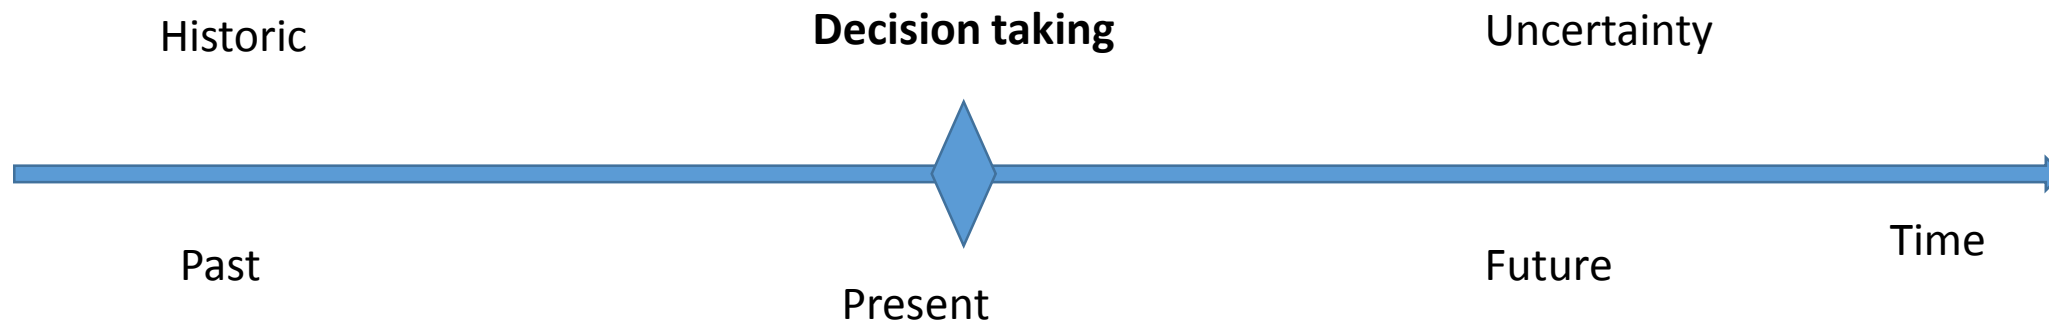 Historic
Decision taking
Uncertainty
Past
Present
Future
Time